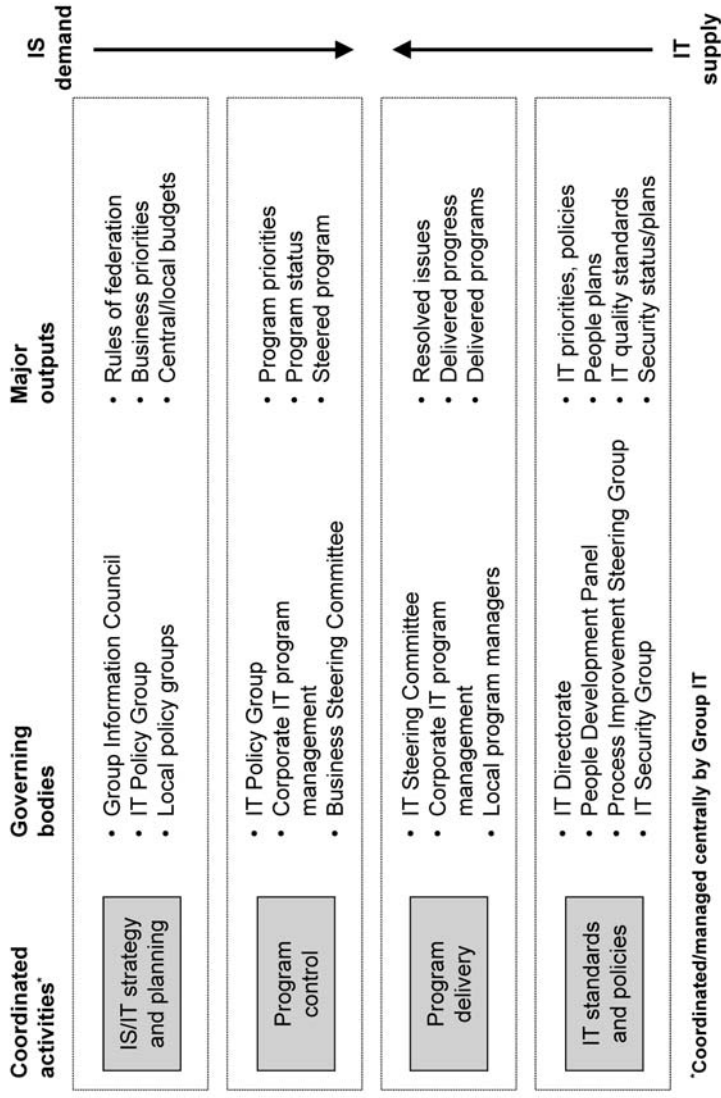 Coordinated
activities*
Governing
bodies
Major
outputs
IS
demand
IS/IT strategy
and planning
• Group Information Council
• IT Policy Group
• Local policy groups
• Rules of federation
• Business priorities
• Central/local budgets
Program
control
• IT Policy Group
• Corporate IT program
management
• Business Steering Committee
• Program priorities
• Program status
• Steered program
Program
delivery
• IT Steering Committee
• Corporate IT program
management
• Local program managers
• Resolved issues
• Delivered progress
• Delivered programs
IT standards
and policies
• IT Directorate
• People Development Panel
• Process Improvement Steering Group
• IT Security Group
• IT priorities, policies
• People plans
• IT quality standards
• Security status/plans
IT
supply
*Coordinated/managed centrally by Group IT